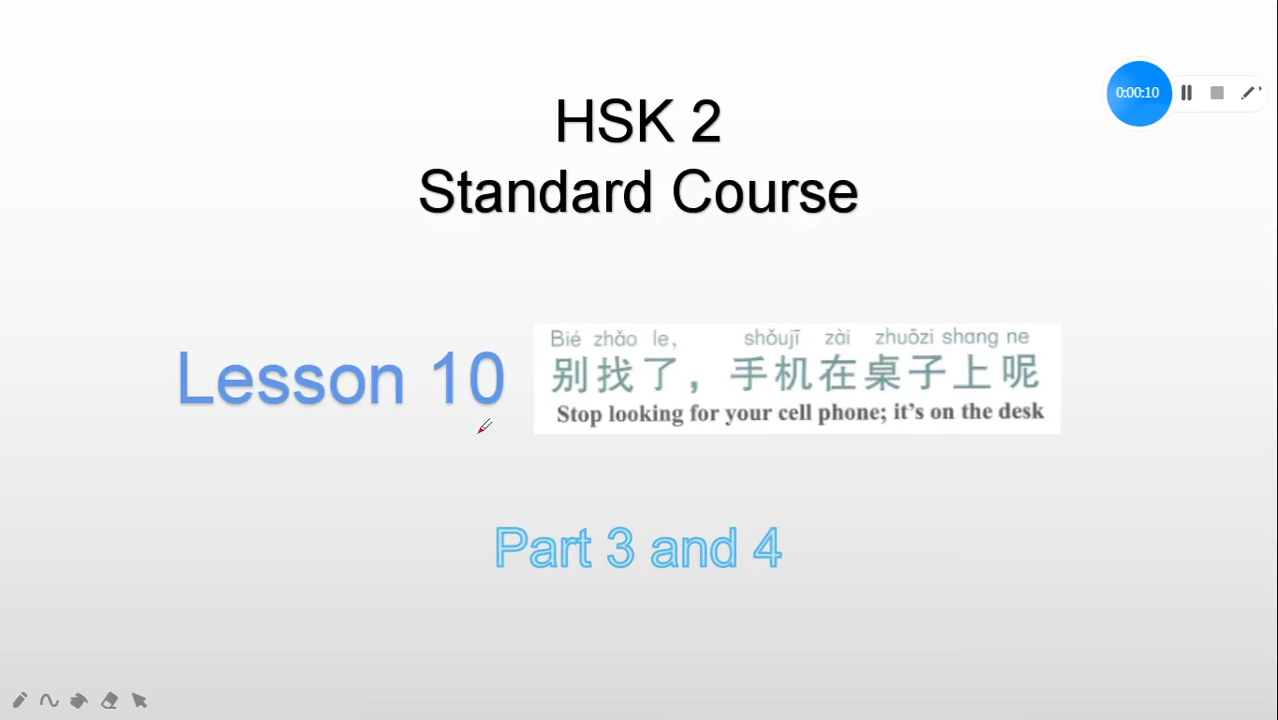 HSK 2
0:00:10
Standard Course
Lesson 10
Bié zhǎo le, shǒujī zài zhuōzi shang ne
别找了，手机在桌子上呢
Stop looking for your cell phone; it's on the desk
Part 3 and 4